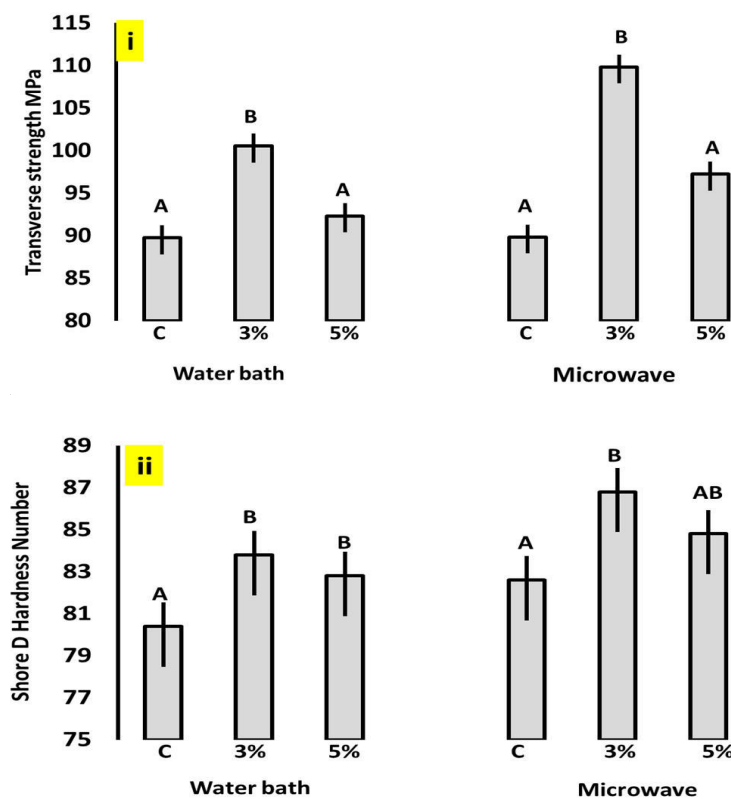 i
Transverse strength MPa
115
110
105
100
95
90
85
80
A
B
A
A
B
A
C 3% 5% C 3% 5%
Water bath Microwave
ii
Shore D Hardness Number
89
87
85
83
81
79
77
75
A
B
B
A
B
AB
C 3% 5% C 3% 5%
Water bath Microwave